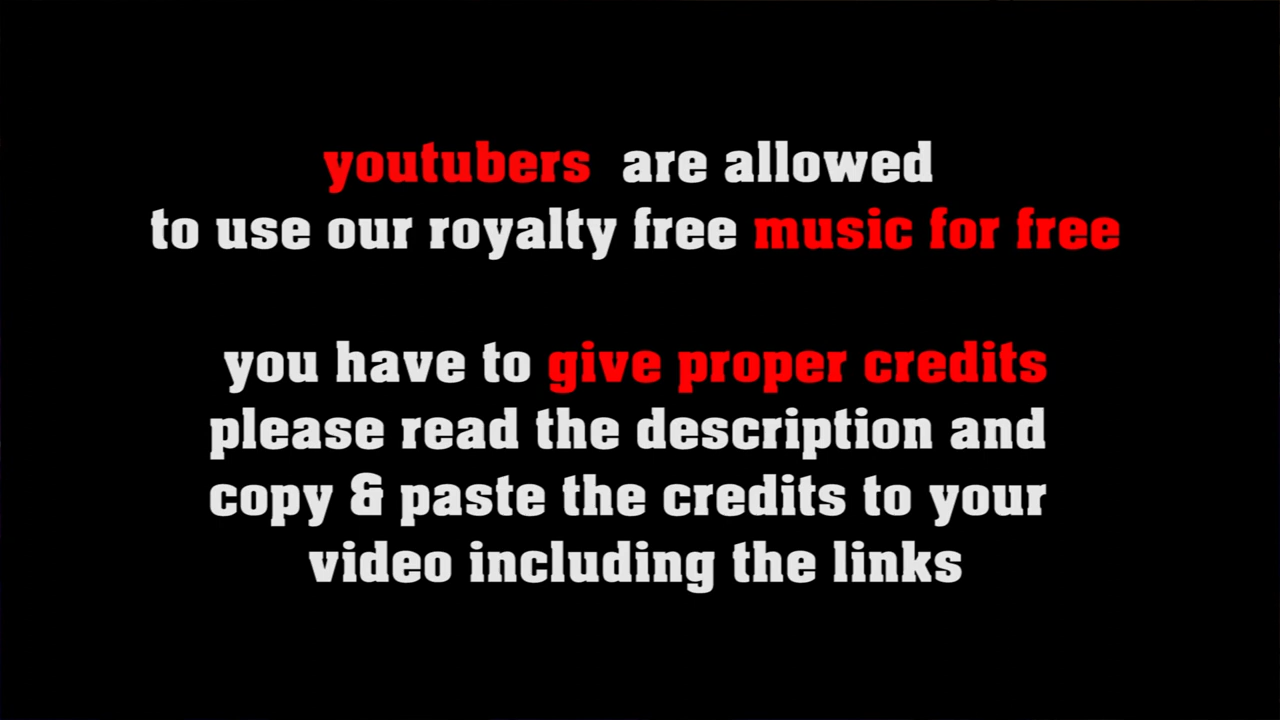 youtubers are allowed
to use our royalty free music for free
you have to give proper credits
please read the description and
copy & paste the credits to your
video including the links